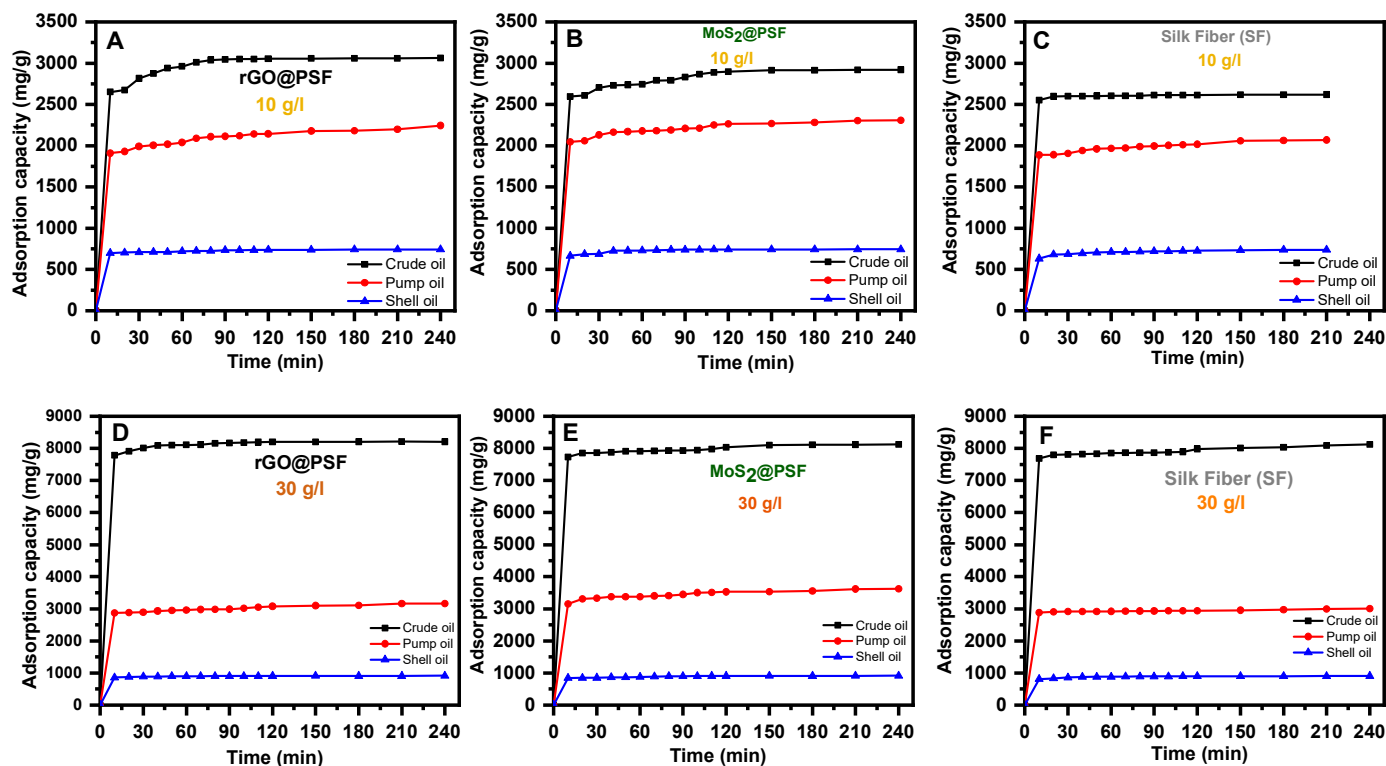 A
rGO@PSF
10 g/l
Adsorption capacity (mg/g)
3500
3000
2500
2000
1500
1000
500
0
Crude oil
Pump oil
Shell oil
0 30 60 90 120 150 180 210 240
Time (min)
B
MoS2@PSF
10 g/l
Adsorption capacity (mg/g)
3500
3000
2500
2000
1500
1000
500
0
Crude oil
Pump oil
Shell oil
0 30 60 90 120 150 180 210 240
Time (min)
C
Silk Fiber (SF)
10 g/l
Adsorption capacity (mg/g)
3500
3000
2500
2000
1500
1000
500
0
Crude oil
Pump oil
Shell oil
0 30 60 90 120 150 180 210 240
Time (min)
D
rGO@PSF
30 g/l
Adsorption capacity (mg/g)
9000
8000
7000
6000
5000
4000
3000
2000
1000
0
Crude oil
Pump oil
Shell oil
0 30 60 90 120 150 180 210 240
Time (min)
E
MoS2@PSF
30 g/l
Adsorption capacity (mg/g)
9000
8000
7000
6000
5000
4000
3000
2000
1000
0
Crude oil
Pump oil
Shell oil
0 30 60 90 120 150 180 210 240
Time (min)
F
Silk Fiber (SF)
30 g/l
Adsorption capacity (mg/g)
9000
8000
7000
6000
5000
4000
3000
2000
1000
0
Crude oil
Pump oil
Shell oil
0 30 60 90 120 150 180 210 240
Time (min)